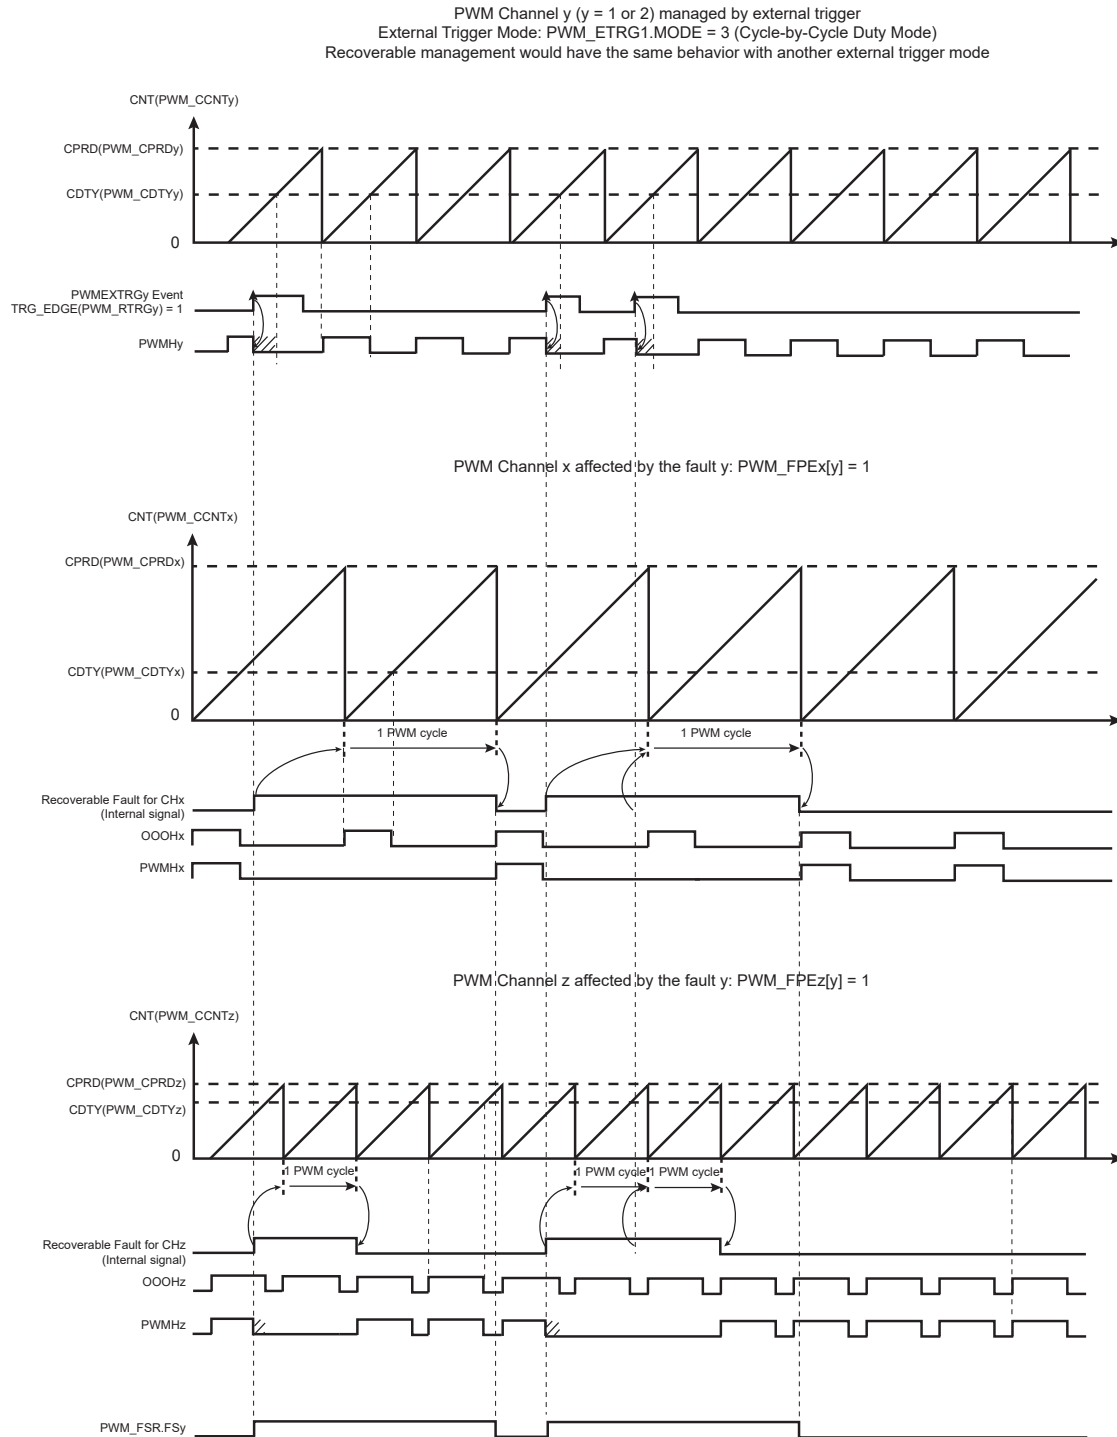 PWM Channel y (y = 1 or 2) managed by external trigger
External Trigger Mode: PWM_ETRG1.MODE = 3 (Cycle-by-Cycle Duty Mode)
Recoverable management would have the same behavior with another external trigger mode
CNT(PWM_CCNTy)
CPRD(PWM_CPRDy)
CDTY(PWM_CDTYy)
0
PWMEXTRGy Event
TRG_EDGE(PWM_RTRGy) = 1
PWMHy
PWM Channel x affected by the fault y: PWM_FPEx[y] = 1
CNT(PWM_CCNTx)
CPRD(PWM_CPRDx)
CDTY(PWM_CDTYx)
0
1 PWM cycle
1 PWM cycle
Recoverable Fault for CHx
(Internal signal)
OOOHx
PWMHx
PWM Channel z affected by the fault y: PWM_FPEz[y] = 1
CNT(PWM_CCNTz)
CPRD(PWM_CPRDz)
CDTY(PWM_CDTYz)
0
1 PWM cycle
1 PWM cycle
1 PWM cycle
Recoverable Fault for CHz
(Internal signal)
OOOHz
PWMHz
PWM_FSR.FSy